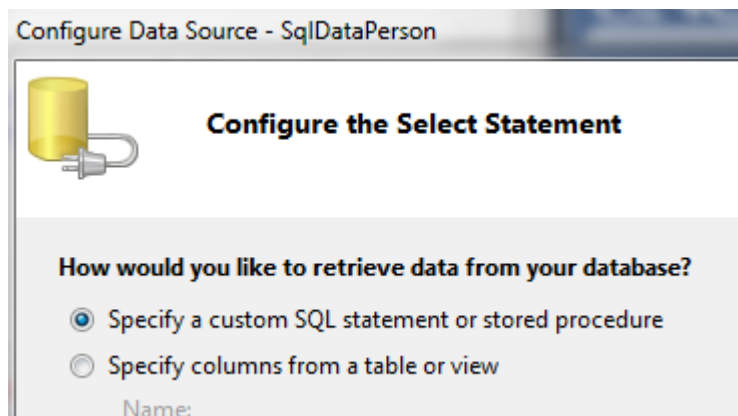 Configure Data Source - SqlDataPerson
Configure the Select Statement
How would you like to retrieve data from your database?
Specify a custom SQL statement or stored procedure
Specify columns from a table or view
Name: